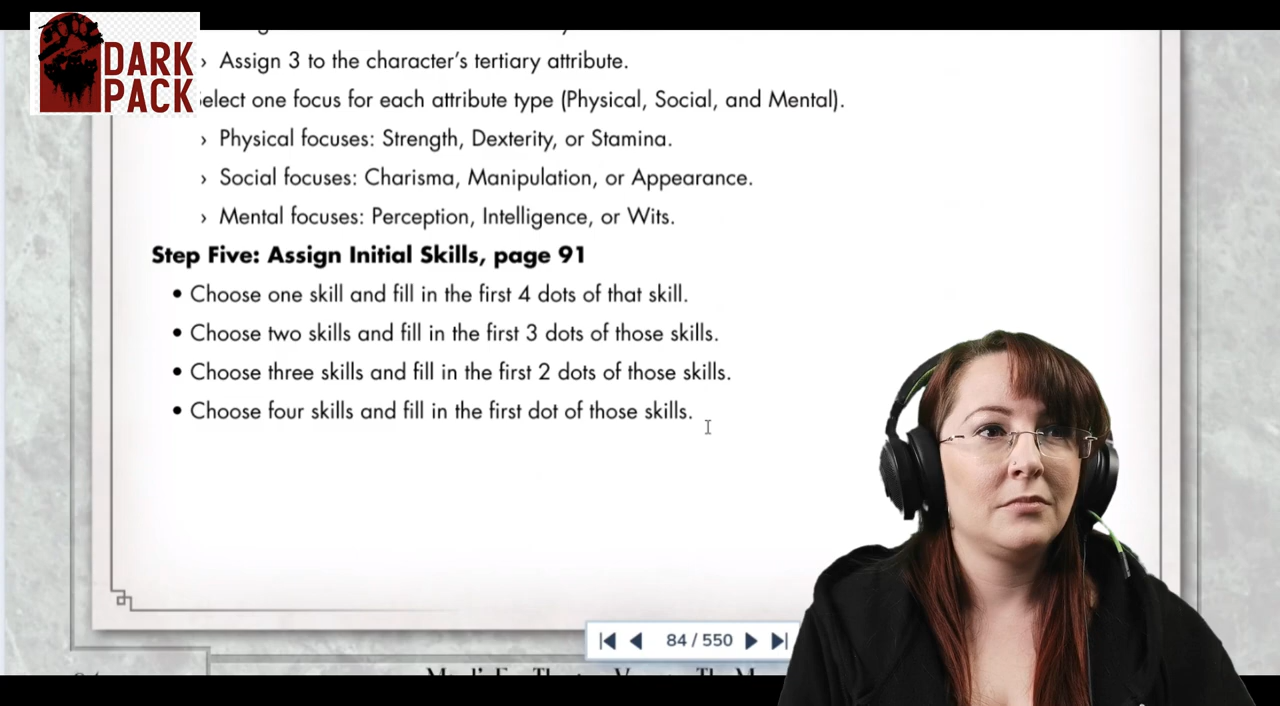 DARK
PACK
› Assign 3 to the character's tertiary attribute.
elect one focus for each attribute type (Physical, Social, and Mental).
› Physical focuses: Strength, Dexterity, or Stamina.
› Social focuses: Charisma, Manipulation, or Appearance.
› Mental focuses: Perception, Intelligence, or Wits.
Step Five: Assign Initial Skills, page 91
• Choose one skill and fill in the first 4 dots of that skill.
• Choose two skills and fill in the first 3 dots of those skills.
• Choose three skills and fill in the first 2 dots of those skills.
• Choose four skills and fill in the first dot of those skills.
84 / 550